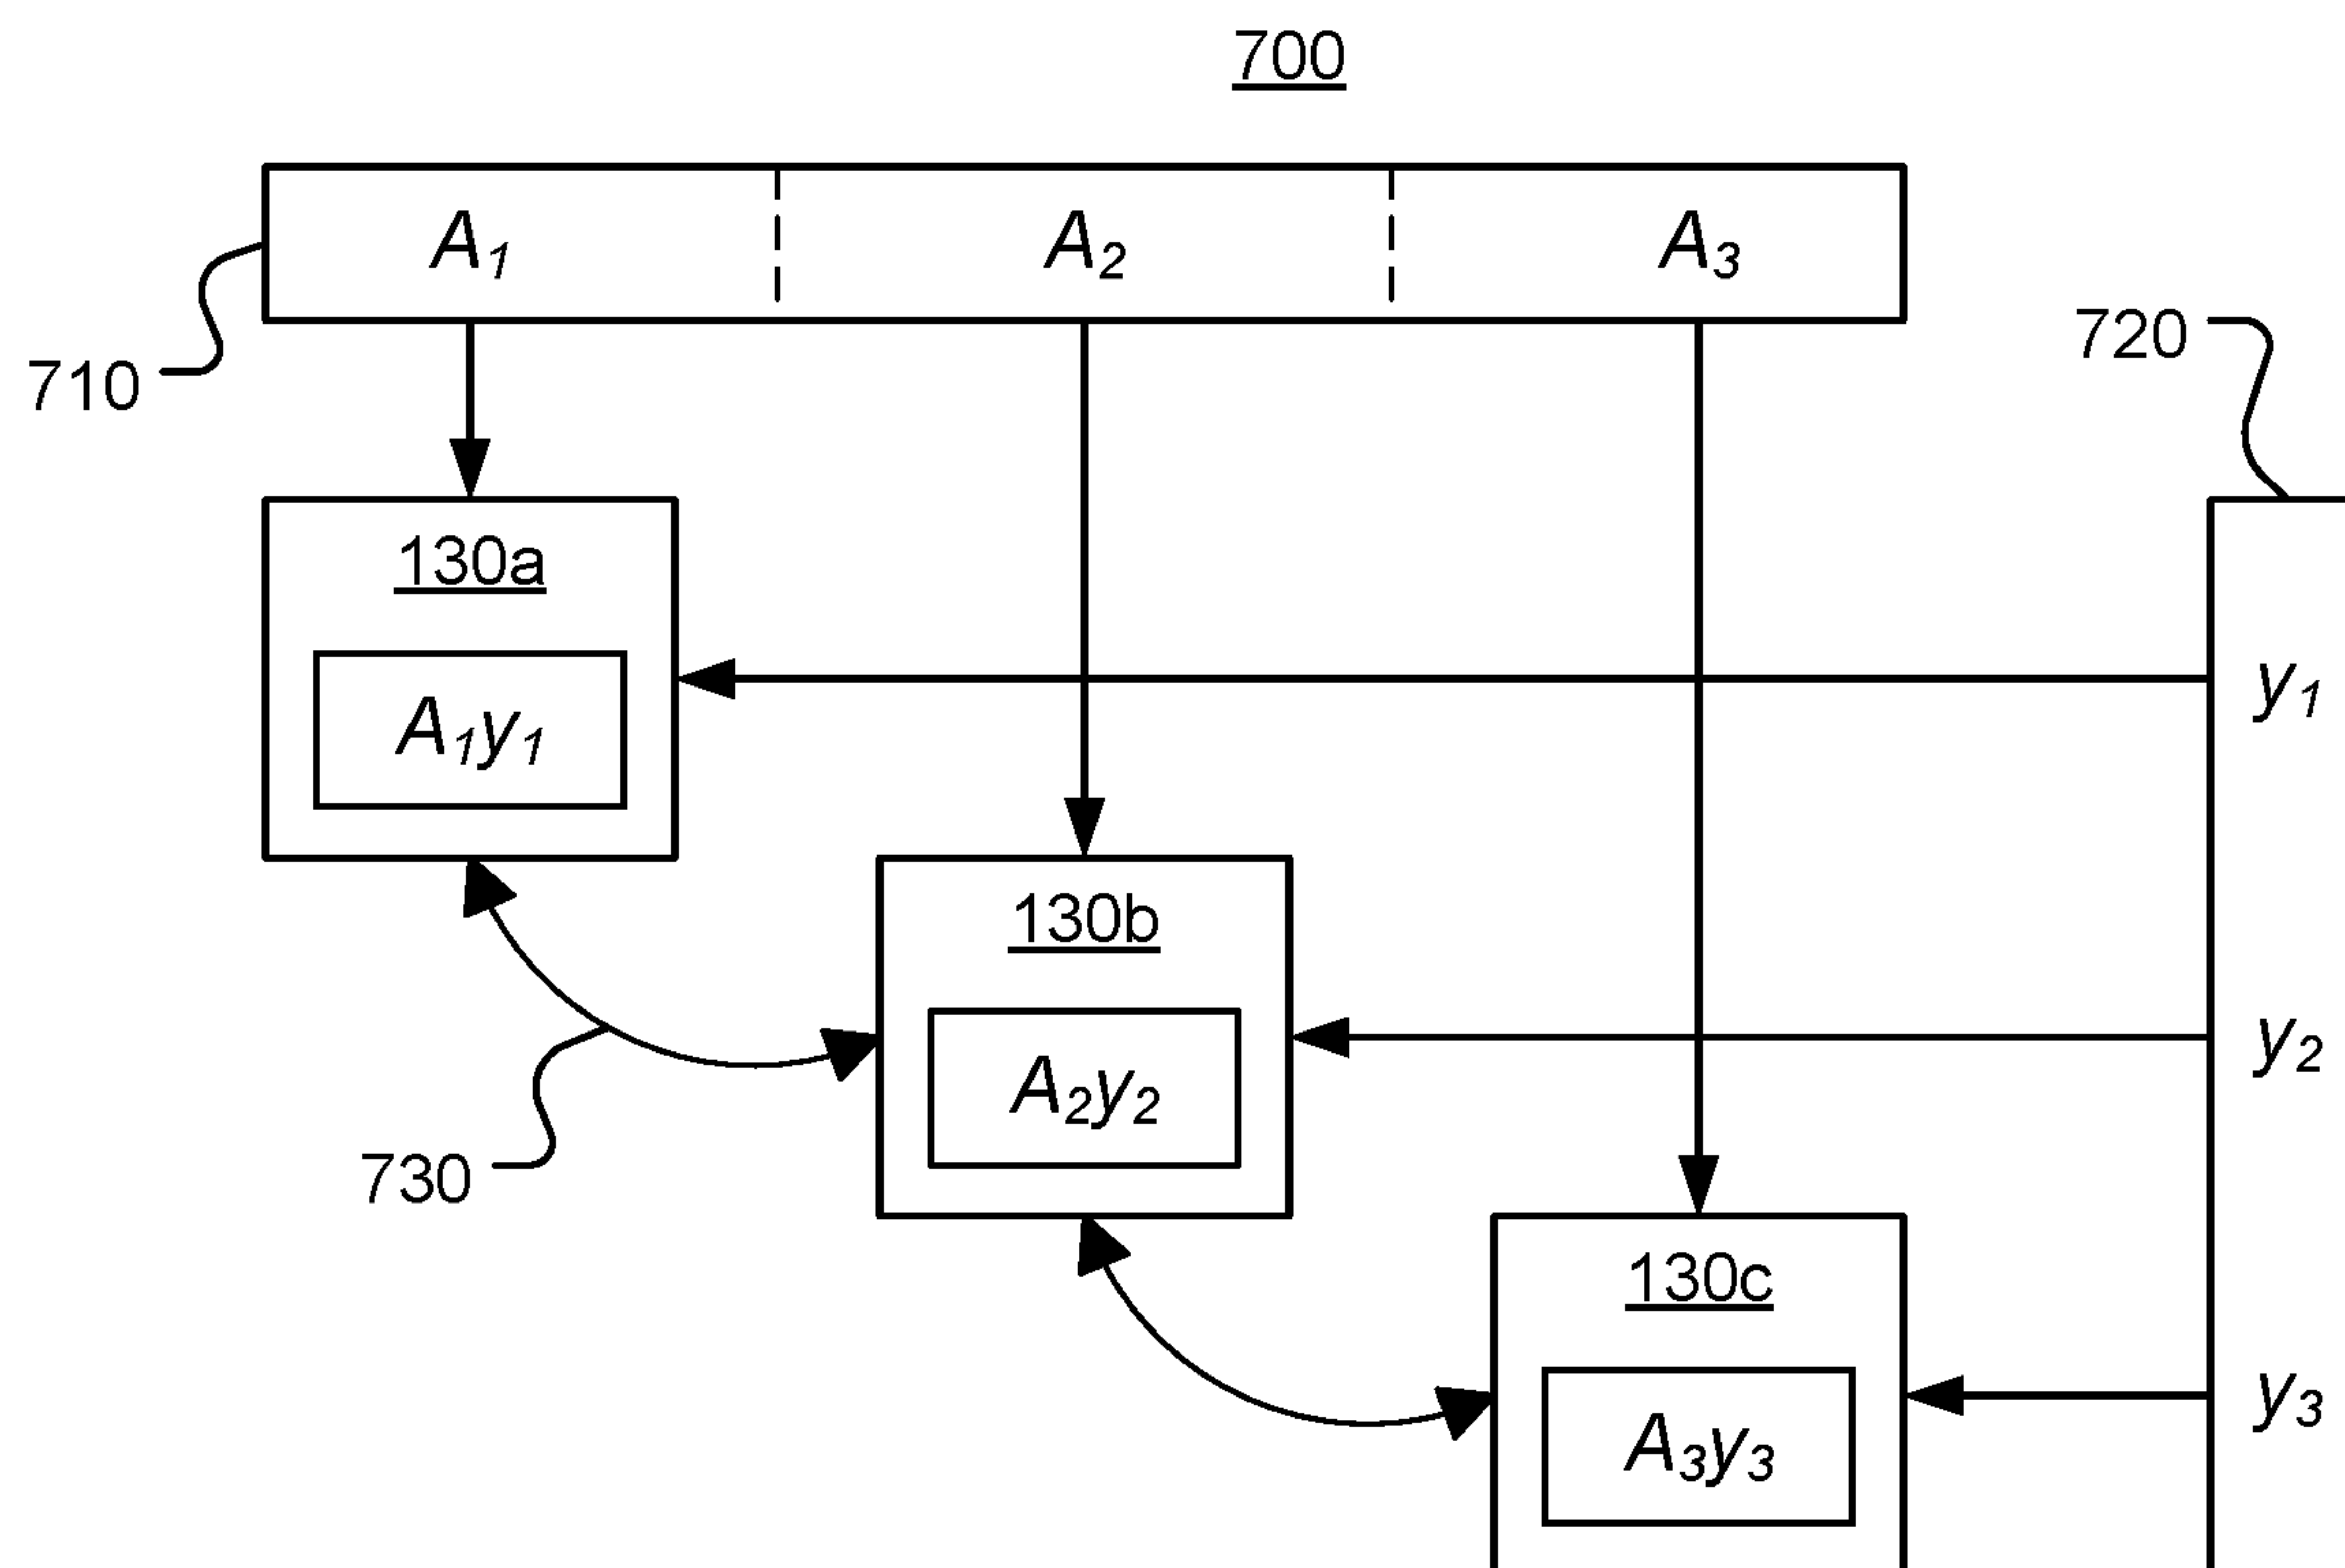 700
A₁ A₂ A₃
710
720
130a
A₁y₁
y₁
130b
A₂y₂
y₂
730
130c
A₃y₃
y₃